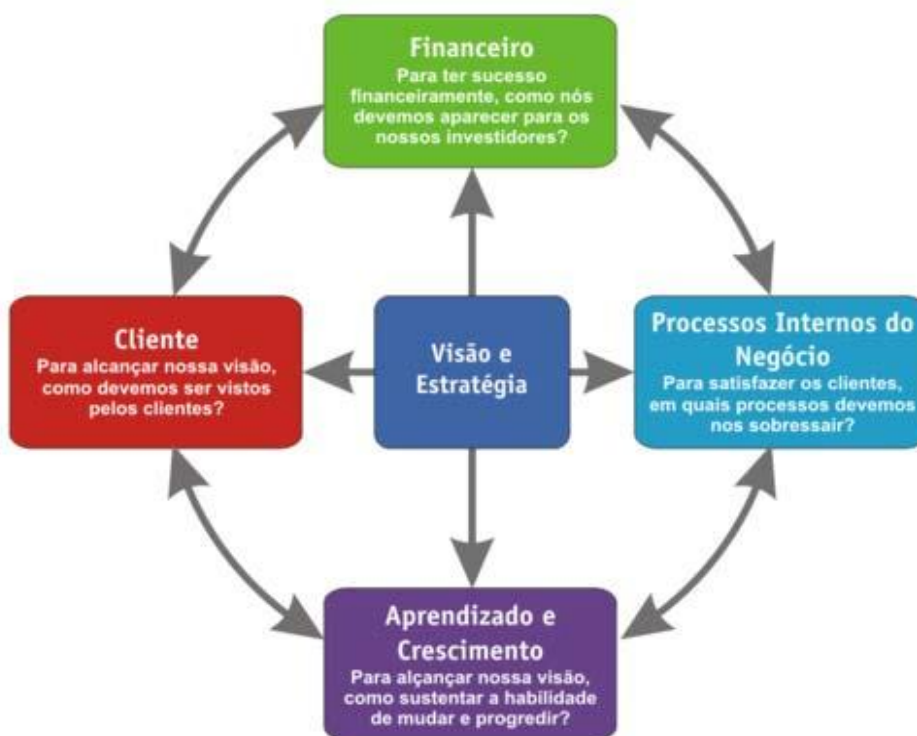 Financeiro
Para ter sucesso
financeiramente, como nós
devemos aparecer para os
nossos investidores?
Cliente
Para alcançar nossa visão,
como devemos ser vistos
pelos clientes?
Visão e
Estratégia
Processos Internos do
Negócio
Para satisfazer os clientes,
em quais processos devemos
nos sobressair?
Aprendizado e
Crescimento
Para alçançar nossa visão,
como sustentar a habilidade
de mudar e progredir?